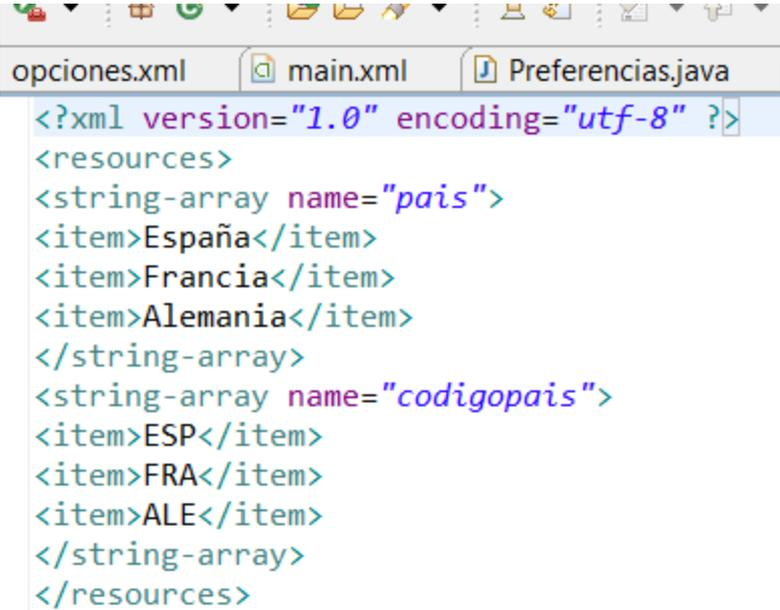 opciones.xml main.xml Preferencias.java
<?xml version="1.0" encoding="utf-8" ?>
<resources>
<string-array name="pais">
<item>España</item>
<item>Francia</item>
<item>Alemania</item>
</string-array>
<string-array name="codigopais">
<item>ESP</item>
<item>FRA</item>
<item>ALE</item>
</string-array>
</resources>